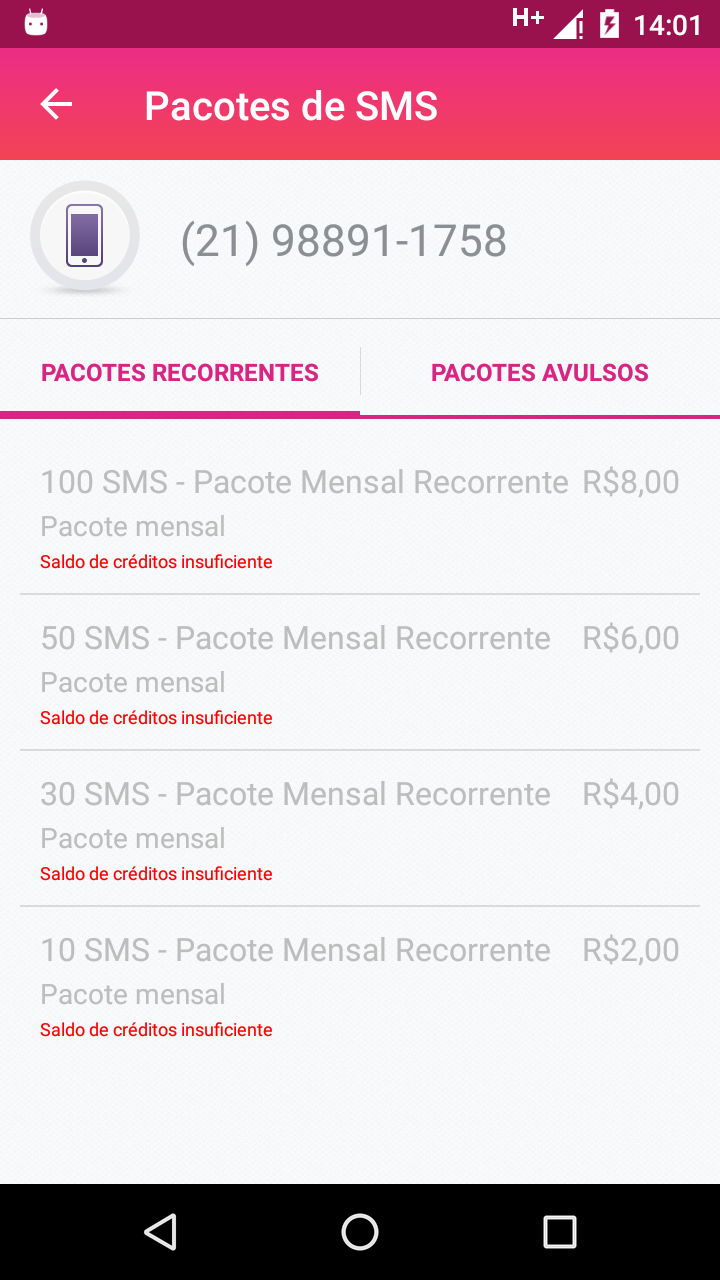 H+ 14:01
Pacotes de SMS
(21) 98891-1758
PACOTES RECORRENTES PACOTES AVULSOS
100 SMS - Pacote Mensal Recorrente R$8,00
Pacote mensal
Saldo de créditos insuficiente
50 SMS - Pacote Mensal Recorrente R$6,00
Pacote mensal
Saldo de créditos insuficiente
30 SMS - Pacote Mensal Recorrente R$4,00
Pacote mensal
Saldo de créditos insuficiente
10 SMS - Pacote Mensal Recorrente R$2,00
Pacote mensal
Saldo de créditos insuficiente